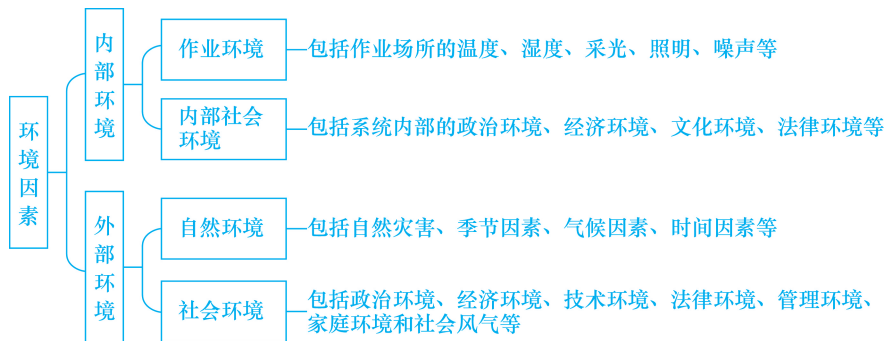 环境因素
内部环境
作业环境
包括作业场所的温度、湿度、采光、照明、噪声等
内部社会
环境
包括系统内部的政治环境、经济环境、文化环境、法律环境等
外部环境
自然环境
包括自然灾害、季节因素、气候因素、时间因素等
社会环境
包括政治环境、经济环境、技术环境、法律环境、管理环境、
家庭环境和社会风气等